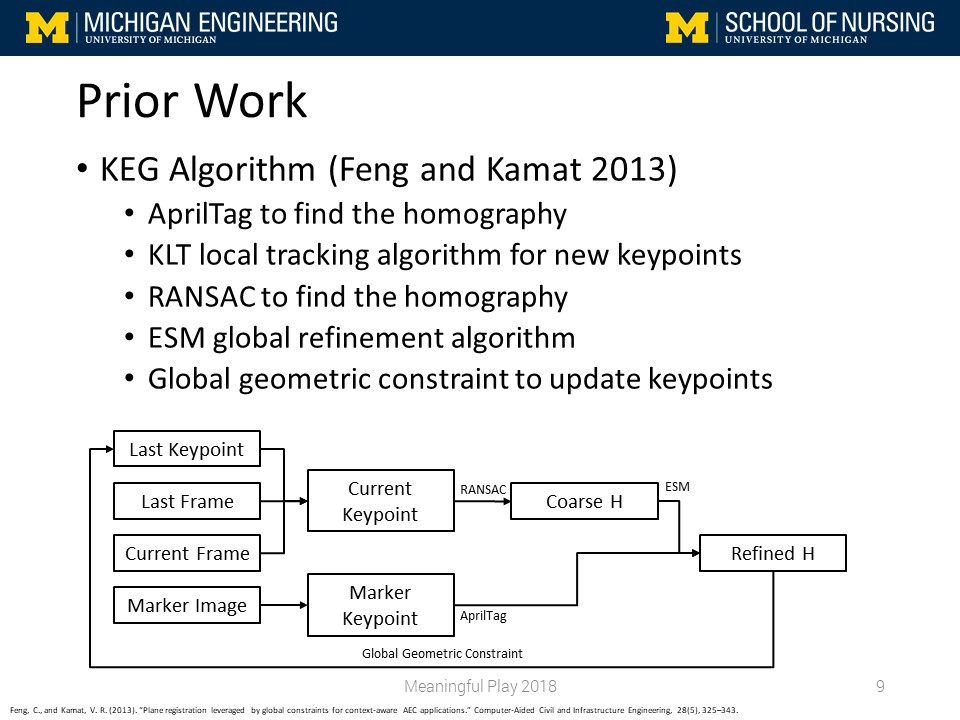 MICHIGAN ENGINEERING
UNIVERSITY OF MICHIGAN
SCHOOL OF NURSING
UNIVERSITY OF MICHIGAN
Prior Work
• KEG Algorithm (Feng and Kamat 2013)
• AprilTag to find the homography
• KLT local tracking algorithm for new keypoints
• RANSAC to find the homography
• ESM global refinement algorithm
• Global geometric constraint to update keypoints
Last Keypoint
Last Frame
Current Frame
Marker Image
Current
Keypoint
Marker
Keypoint
RANSAC
AprilTag
Coarse H
ESM
Refined H
Global Geometric Constraint
Meaningful Play 2018
9
Feng, C., and Kamat, V. R. (2013). "Plane registration leveraged by global constraints for context-aware AEC applications." Computer-Aided Civil and Infrastructure Engineering, 28(5), 325–343.